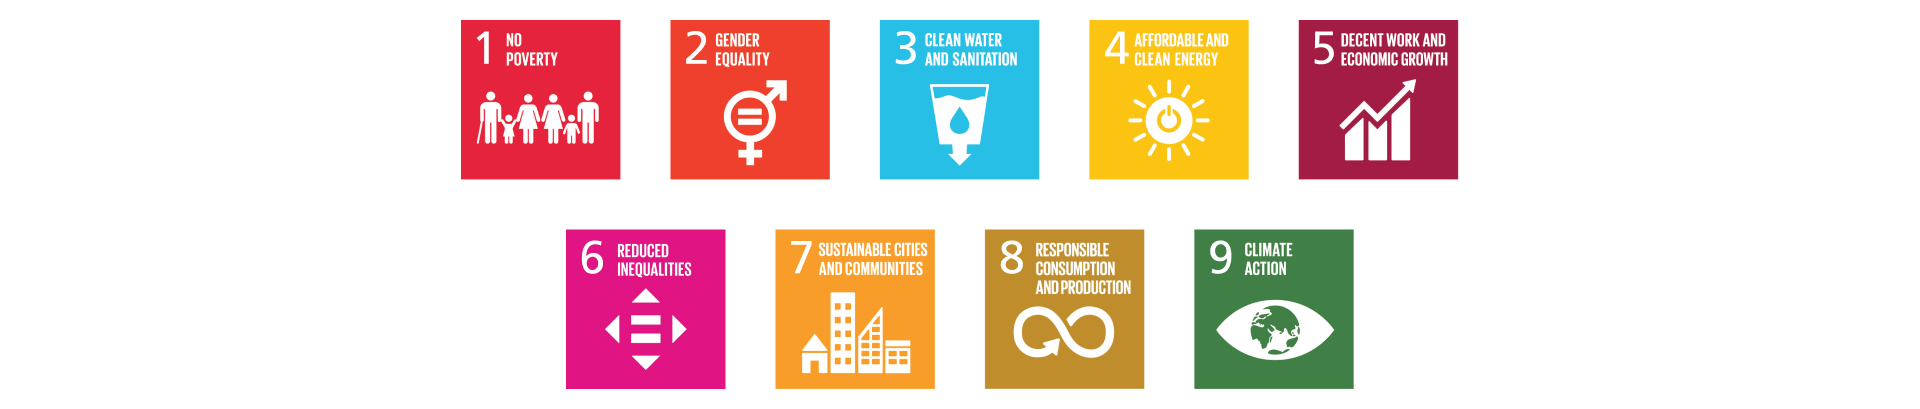 1 NO
POVERTY
2 GENDER
EQUALITY
3 CLEAN WATER
AND SANITATION
4 AFFORDABLE AND
CLEAN ENERGY
5 DECENT WORK AND
ECONOMIC GROWTH
6 REDUCED
INEQUALITIES
7 SUSTAINABLE CITIES
AND COMMUNITIES
8 RESPONSIBLE
CONSUMPTION
AND PRODUCTION
9 CLIMATE
ACTION